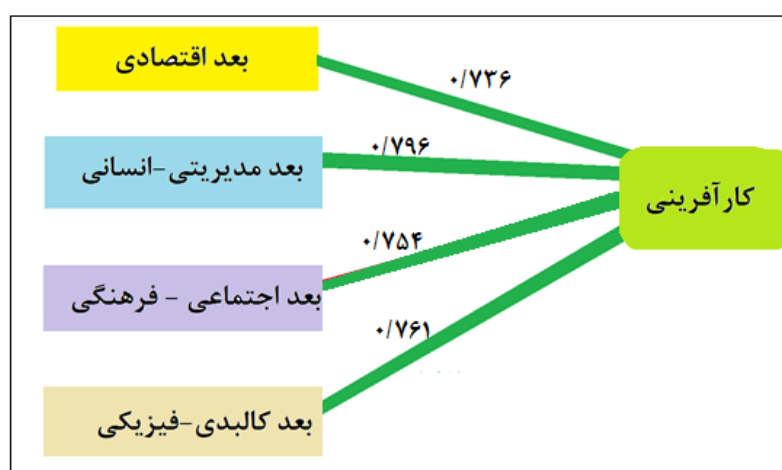 بعد اقتصادی
۰/۷۳۶
بعد مدیریتی-انسانی
۰/۷۹۶
کارآفرینی
۰/۷۵۴
بعد اجتماعی - فرهنگی
۰/۷۶۱
بعد کالبدی-فیزیکی